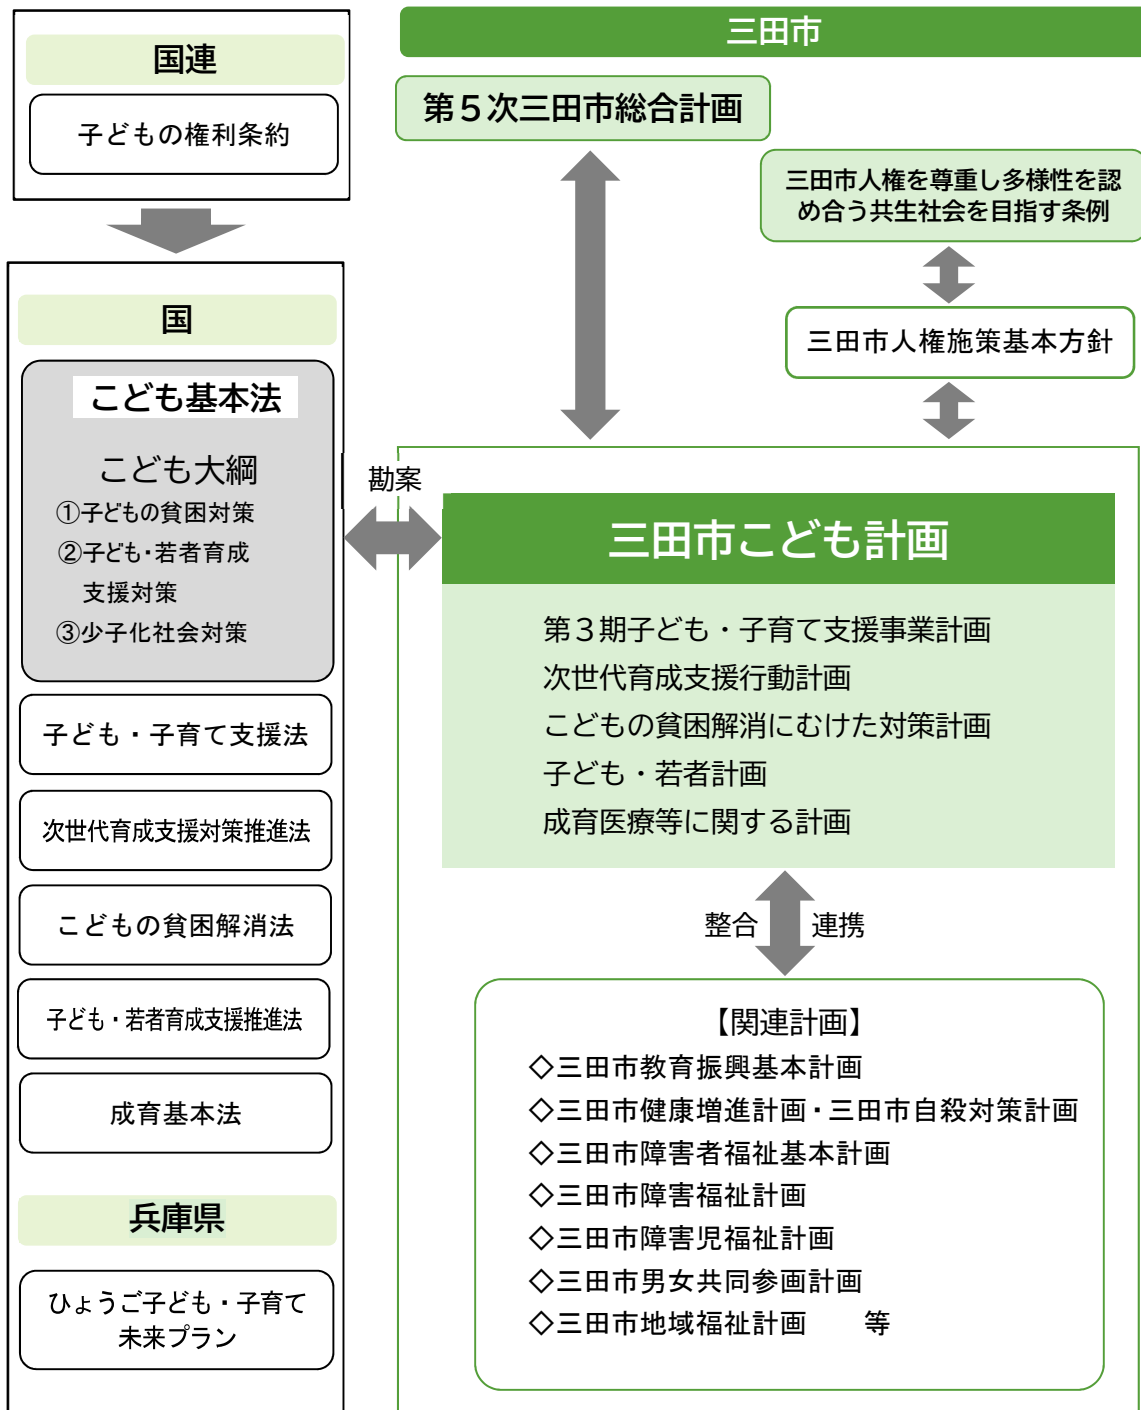 国連
子どもの権利条約
国
こども基本法
こども大綱
①子どもの貧困対策
②子ども・若者育成
支援対策
③少子化社会対策
子ども・子育て支援法
次世代育成支援対策推進法
こどもの貧困解消法
子ども・若者育成支援推進法
成育基本法
兵庫県
ひょうご子ども・子育て
未来プラン
三田市
第５次三田市総合計画
三田市人権を尊重し多様性を認
め合う共生社会を目指す条例
三田市人権施策基本方針
勘案
三田市こども計画
第３期子ども・子育て支援事業計画
次世代育成支援行動計画
こどもの貧困解消にむけた対策計画
子ども・若者計画
成育医療等に関する計画
整合 連携
【関連計画】
◇三田市教育振興基本計画
◇三田市健康増進計画・三田市自殺対策計画
◇三田市障害者福祉基本計画
◇三田市障害福祉計画
◇三田市障害児福祉計画
◇三田市男女共同参画計画
◇三田市地域福祉計画　　等